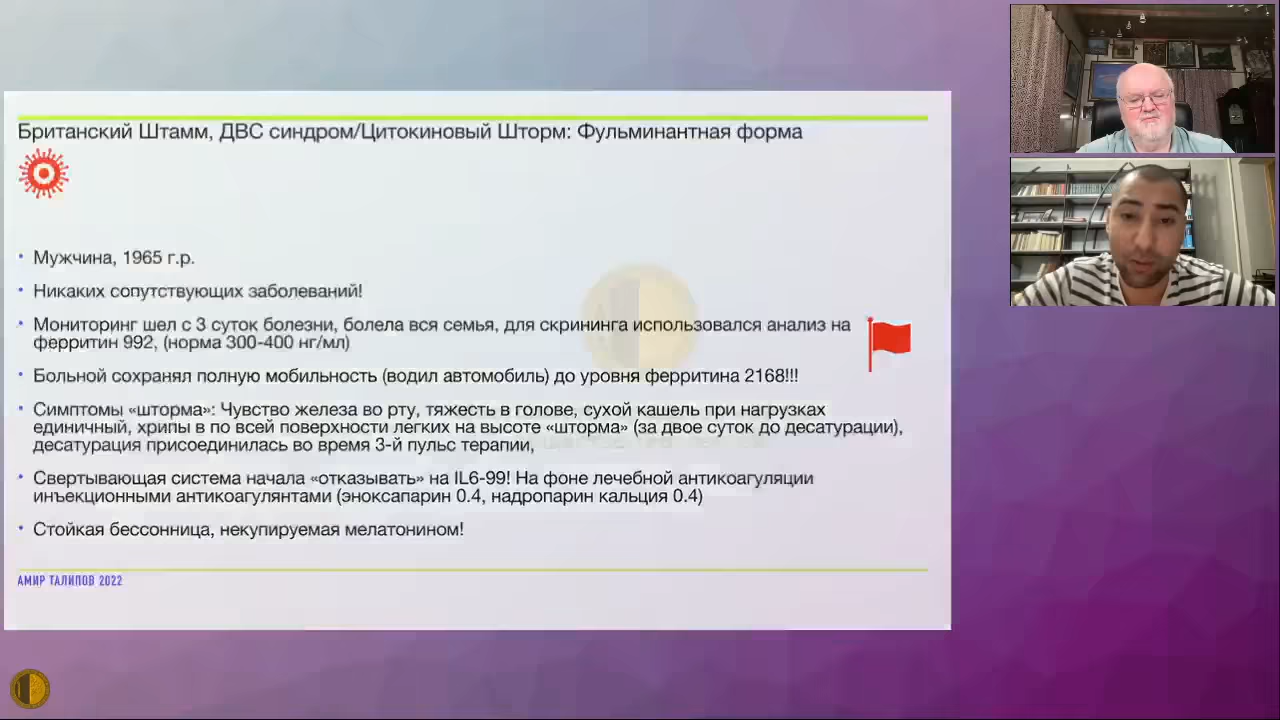 Британский Штамм, ДВС синдром/Цитокиновый Шторм: Фульминантная форма
• Мужчина, 1965 г.р.
• Никаких сопутствующих заболеваний!
• Мониторинг шел с 3 суток болезни, болела вся семья, для скрининга использовался анализ на
ферритин 992, (норма 300-400 нг/мл)
• Больной сохранял полную мобильность (водил автомобиль) до уровня ферритина 2168!!!
• Симптомы «шторма»: Чувство железа во рту, тяжесть в голове, сухой кашель при нагрузках
единичный, хрипы в по всей поверхности легких на высоте «шторма» (за двое суток до десатурации),
десатурация присоединилась во время 3-й пульс терапии,
• Свертывающая система начала «отказывать» на IL6-99! На фоне лечебной антикоагуляции
инъекционными антикоагулянтами (эноксапарин 0.4, надропарин кальция 0.4)
• Стойкая бессонница, некупируемая мелатонином!
АМИР ТАЛИПОВ 2022